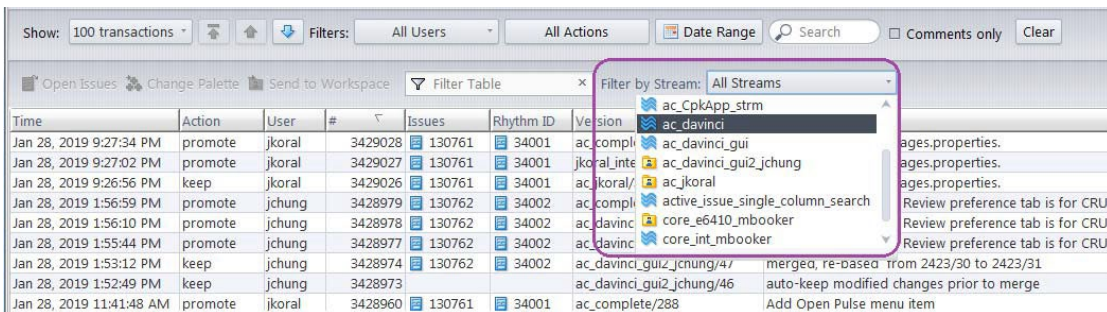 Show: 100 transactions Filters: All Users All Actions Date Range Search Comments only Clear
Open Issues Change Palette Send to Workspace Filter Table × Filter by Stream: All Streams
ac_CpkApp_strm
ac_davinci
ac_davinci_gui
ac_davinci_gui2_jchung
ac_jkoral
active_issue_single_column_search
core_e6410_mbooker
core_int_mbooker
Time Action User # Issues Rhythm ID Version
Jan 28, 2019 9:27:34 PM promote jkoral 3429028 130761 34001 ac_compl ages.properties.
Jan 28, 2019 9:27:02 PM promote jkoral 3429027 130761 34001 jkoral_inte ages.properties.
Jan 28, 2019 9:26:56 PM keep jkoral 3429026 130761 34001 ac_jkoral/ ages.properties.
Jan 28, 2019 1:56:59 PM promote jchung 3428979 130762 34002 ac_compl Review preference tab is for CRU
Jan 28, 2019 1:56:10 PM promote jchung 3428978 130762 34002 ac_davinc Review preference tab is for CRU
Jan 28, 2019 1:55:44 PM promote jchung 3428977 130762 34002 ac_davinc Review preference tab is for CRU
Jan 28, 2019 1:53:12 PM keep jchung 3428974 130762 34002 ac_davinci_gui2_jchung/47 merged, re-based from 2423/30 to 2423/31
Jan 28, 2019 1:52:49 PM keep jchung 3428973 ac_davinci_gui2_jchung/46 auto-keep modified changes prior to merge
Jan 28, 2019 11:41:48 AM promote jkoral 3428960 130761 34001 ac_complete/288 Add Open Pulse menu item